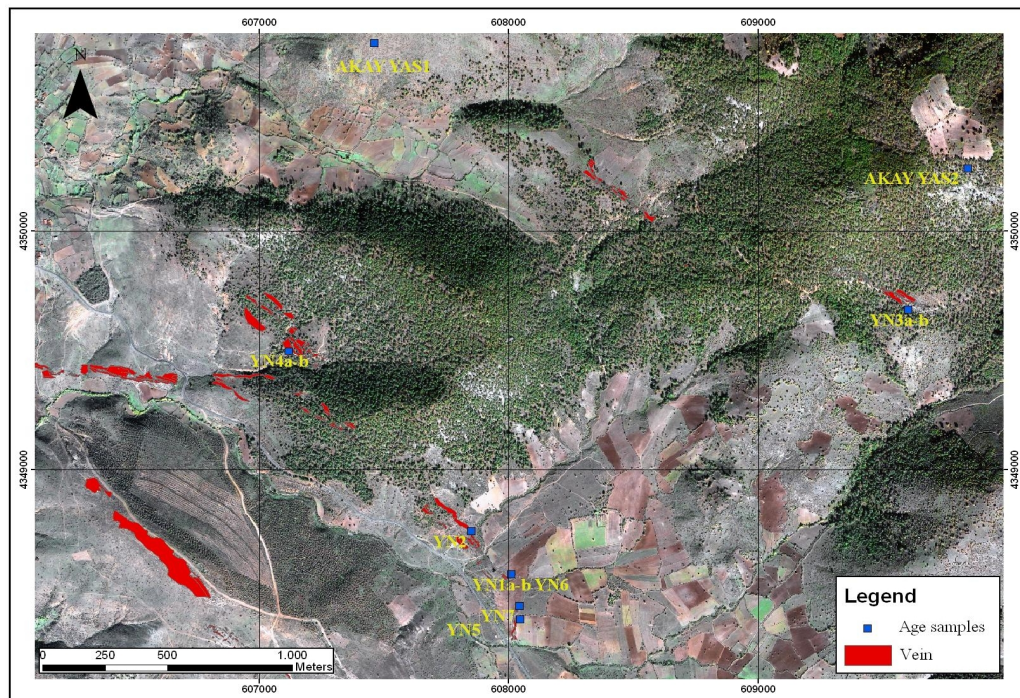 607000 608000 609000
N
AKAY YAS1
AKAY YAS2
4350000 4350000
YN3a-b
YN4a-b
4349000 4349000
YN2
YN1a-b YN6
YN7
YN5
Legend
Age samples
Vein
0 250 500 1.000
Meters
607000 608000 609000